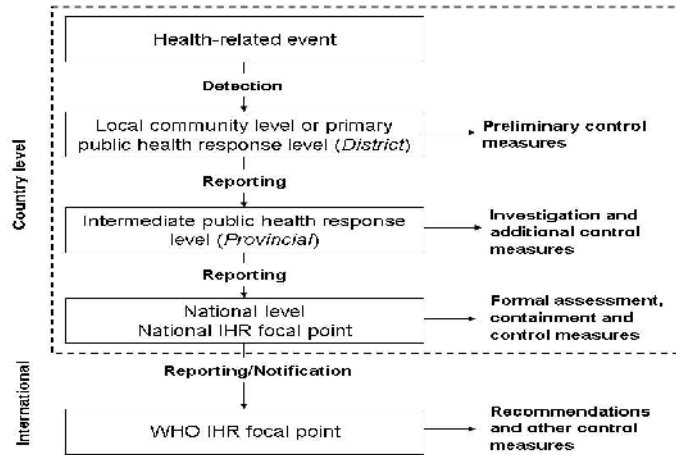 Health-related event
Detection
Local community level or primary
public health response level (District)
Preliminary control
measures
Reporting
Intermediate public health response
level (Provincial)
Investigation and
additional control
measures
Reporting
National level
National IHR focal point
Formal assessment,
containment and
control measures
Reporting/Notification
WHO IHR focal point
Recommendations
and other control
measures
Country level
International